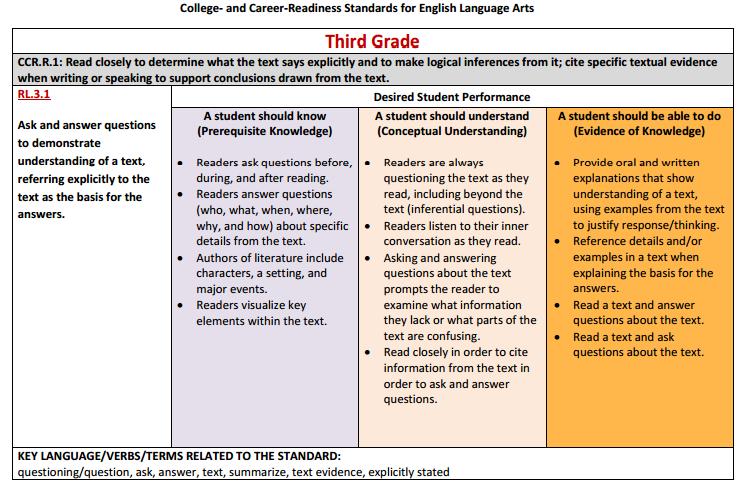 College- and Career-Readiness Standards for English Language Arts
Third Grade
CCR.R.1: Read closely to determine what the text says explicitly and to make logical inferences from it; cite specific textual evidence
when writing or speaking to support conclusions drawn from the text.
RL.3.1
Ask and answer questions
to demonstrate
understanding of a text,
referring explicitly to the
text as the basis for the
answers.
Desired Student Performance
A student should know
(Prerequisite Knowledge)
• Readers ask questions before,
during, and after reading.
• Readers answer questions
(who, what, when, where,
why, and how) about specific
details from the text.
• Authors of literature include
characters, a setting, and
major events.
• Readers visualize key
elements within the text.
A student should understand
(Conceptual Understanding)
• Readers are always
questioning the text as they
read, including beyond the
text (inferential questions).
• Readers listen to their inner
conversation as they read.
• Asking and answering
questions about the text
prompts the reader to
examine what information
they lack or what parts of the
text are confusing.
• Read closely in order to cite
information from the text in
order to ask and answer
questions.
A student should be able to do
(Evidence of Knowledge)
• Provide oral and written
explanations that show
understanding of a text,
using examples from the text
to justify response/thinking.
• Reference details and/or
examples in a text when
explaining the basis for the
answers.
• Read a text and answer
questions about the text.
• Read a text and ask
questions about the text.
KEY LANGUAGE/VERBS/TERMS RELATED TO THE STANDARD:
questioning/question, ask, answer, text, summarize, text evidence, explicitly stated